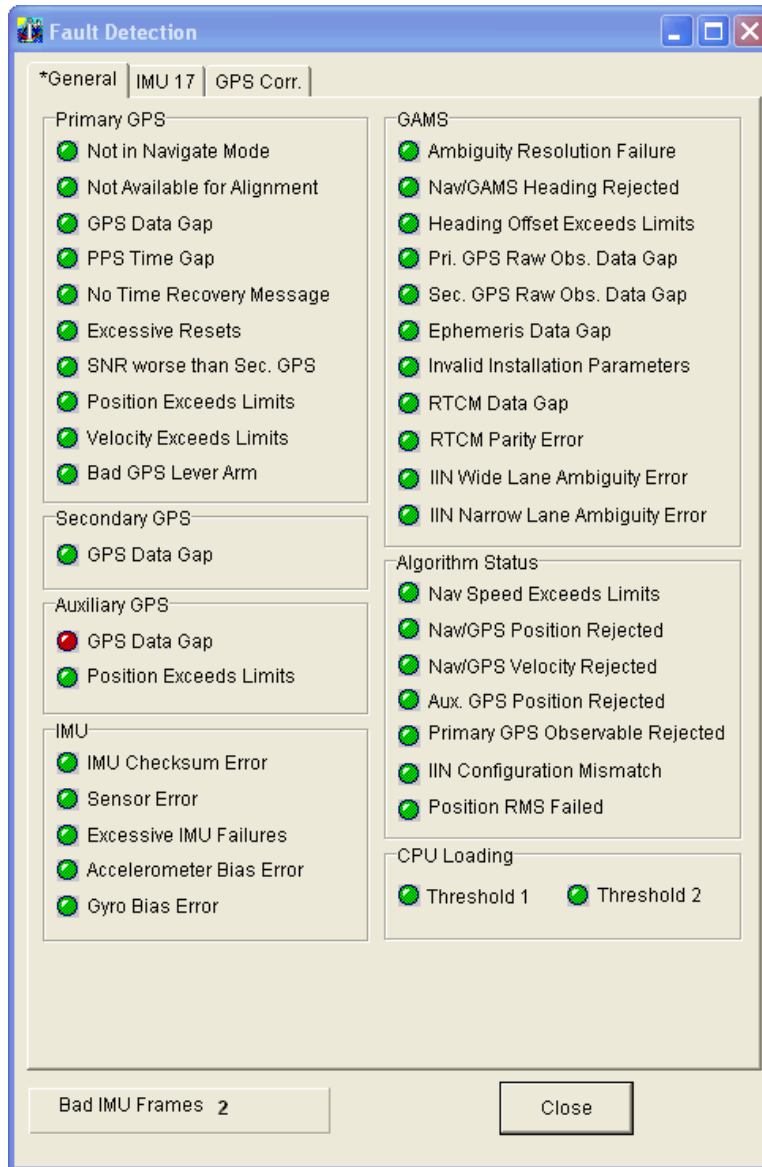 Fault Detection
*General IMU 17 GPS Corr.
Primary GPS
Not in Navigate Mode
Not Available for Alignment
GPS Data Gap
PPS Time Gap
No Time Recovery Message
Excessive Resets
SNR worse than Sec. GPS
Position Exceeds Limits
Velocity Exceeds Limits
Bad GPS Lever Arm
Secondary GPS
GPS Data Gap
Auxiliary GPS
GPS Data Gap
Position Exceeds Limits
IMU
IMU Checksum Error
Sensor Error
Excessive IMU Failures
Accelerometer Bias Error
Gyro Bias Error
GAMS
Ambiguity Resolution Failure
Nav/GAMS Heading Rejected
Heading Offset Exceeds Limits
Pri. GPS Raw Obs. Data Gap
Sec. GPS Raw Obs. Data Gap
Ephemeris Data Gap
Invalid Installation Parameters
RTCM Data Gap
RTCM Parity Error
IIN Wide Lane Ambiguity Error
IIN Narrow Lane Ambiguity Error
Algorithm Status
Nav Speed Exceeds Limits
Nav/GPS Position Rejected
Nav/GPS Velocity Rejected
Aux. GPS Position Rejected
Primary GPS Observable Rejected
IIN Configuration Mismatch
Position RMS Failed
CPU Loading
Threshold 1 Threshold 2
Bad IMU Frames 2
Close